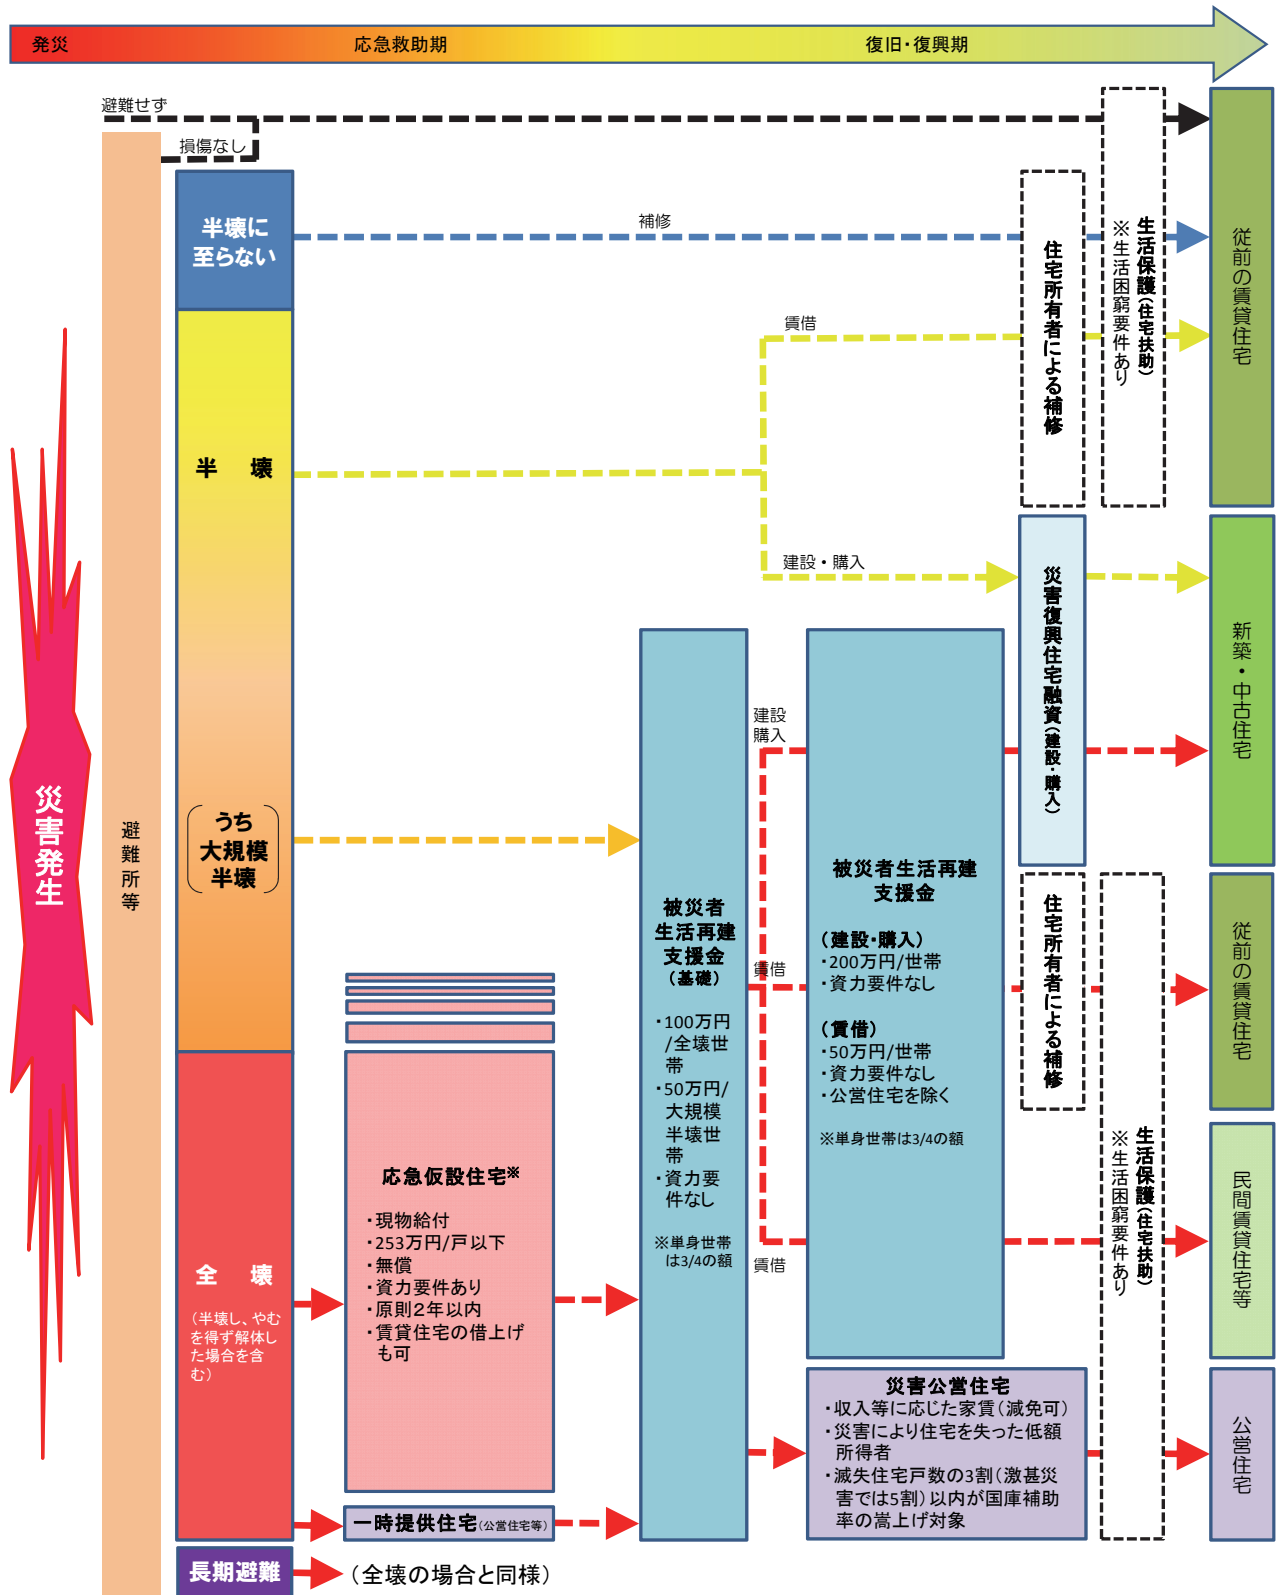 発災
応急救助期
復旧・復興期
避難せず
損傷なし
災害発生
避難所等
半壊に
至らない
補修
半　壊
賃借
建設・購入
うち
大規模
半壊
全　壊
（半壊し、やむ
を得ず解体し
た場合を含
む）
長期避難
（全壊の場合と同様）
応急仮設住宅※
・現物給付
・253万円/戸以下
・無償
・資力要件あり
・原則２年以内
・賃貸住宅の借上げ
も可
一時提供住宅（公営住宅等）
被災者
生活再建
支援金
（基礎）
・100万円
/全壊世
帯
・50万円/
大規模
半壊世
帯
・資力要
件なし
※単身世帯
は3/4の額
建設
購入
賃借
賃借
被災者生活再建
支援金
（建設・購入）
・200万円/世帯
・資力要件なし
（賃借）
・50万円/世帯
・資力要件なし
・公営住宅を除く
※単身世帯は3/4の額
災害公営住宅
・収入等に応じた家賃（減免可）
・災害により住宅を失った低額
所得者
・滅失住宅戸数の3割（激甚災
害では5割）以内が国庫補助
率の嵩上げ対象
住宅所有者による補修
生活保護（住宅扶助）
※生活困窮要件あり
災害復興住宅融資（建設・購入）
住宅所有者による補修
生活保護（住宅扶助）
※生活困窮要件あり
従前の賃貸住宅
新築・中古住宅
従前の賃貸住宅
民間賃貸住宅等
公営住宅